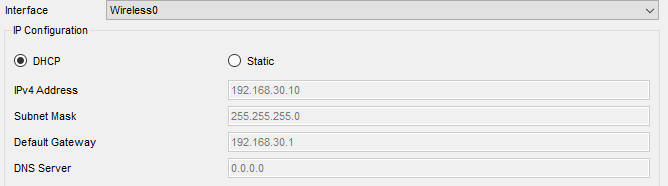 Interface Wireless0
IP Configuration
DHCP Static
IPv4 Address 192.168.30.10
Subnet Mask 255.255.255.0
Default Gateway 192.168.30.1
DNS Server 0.0.0.0